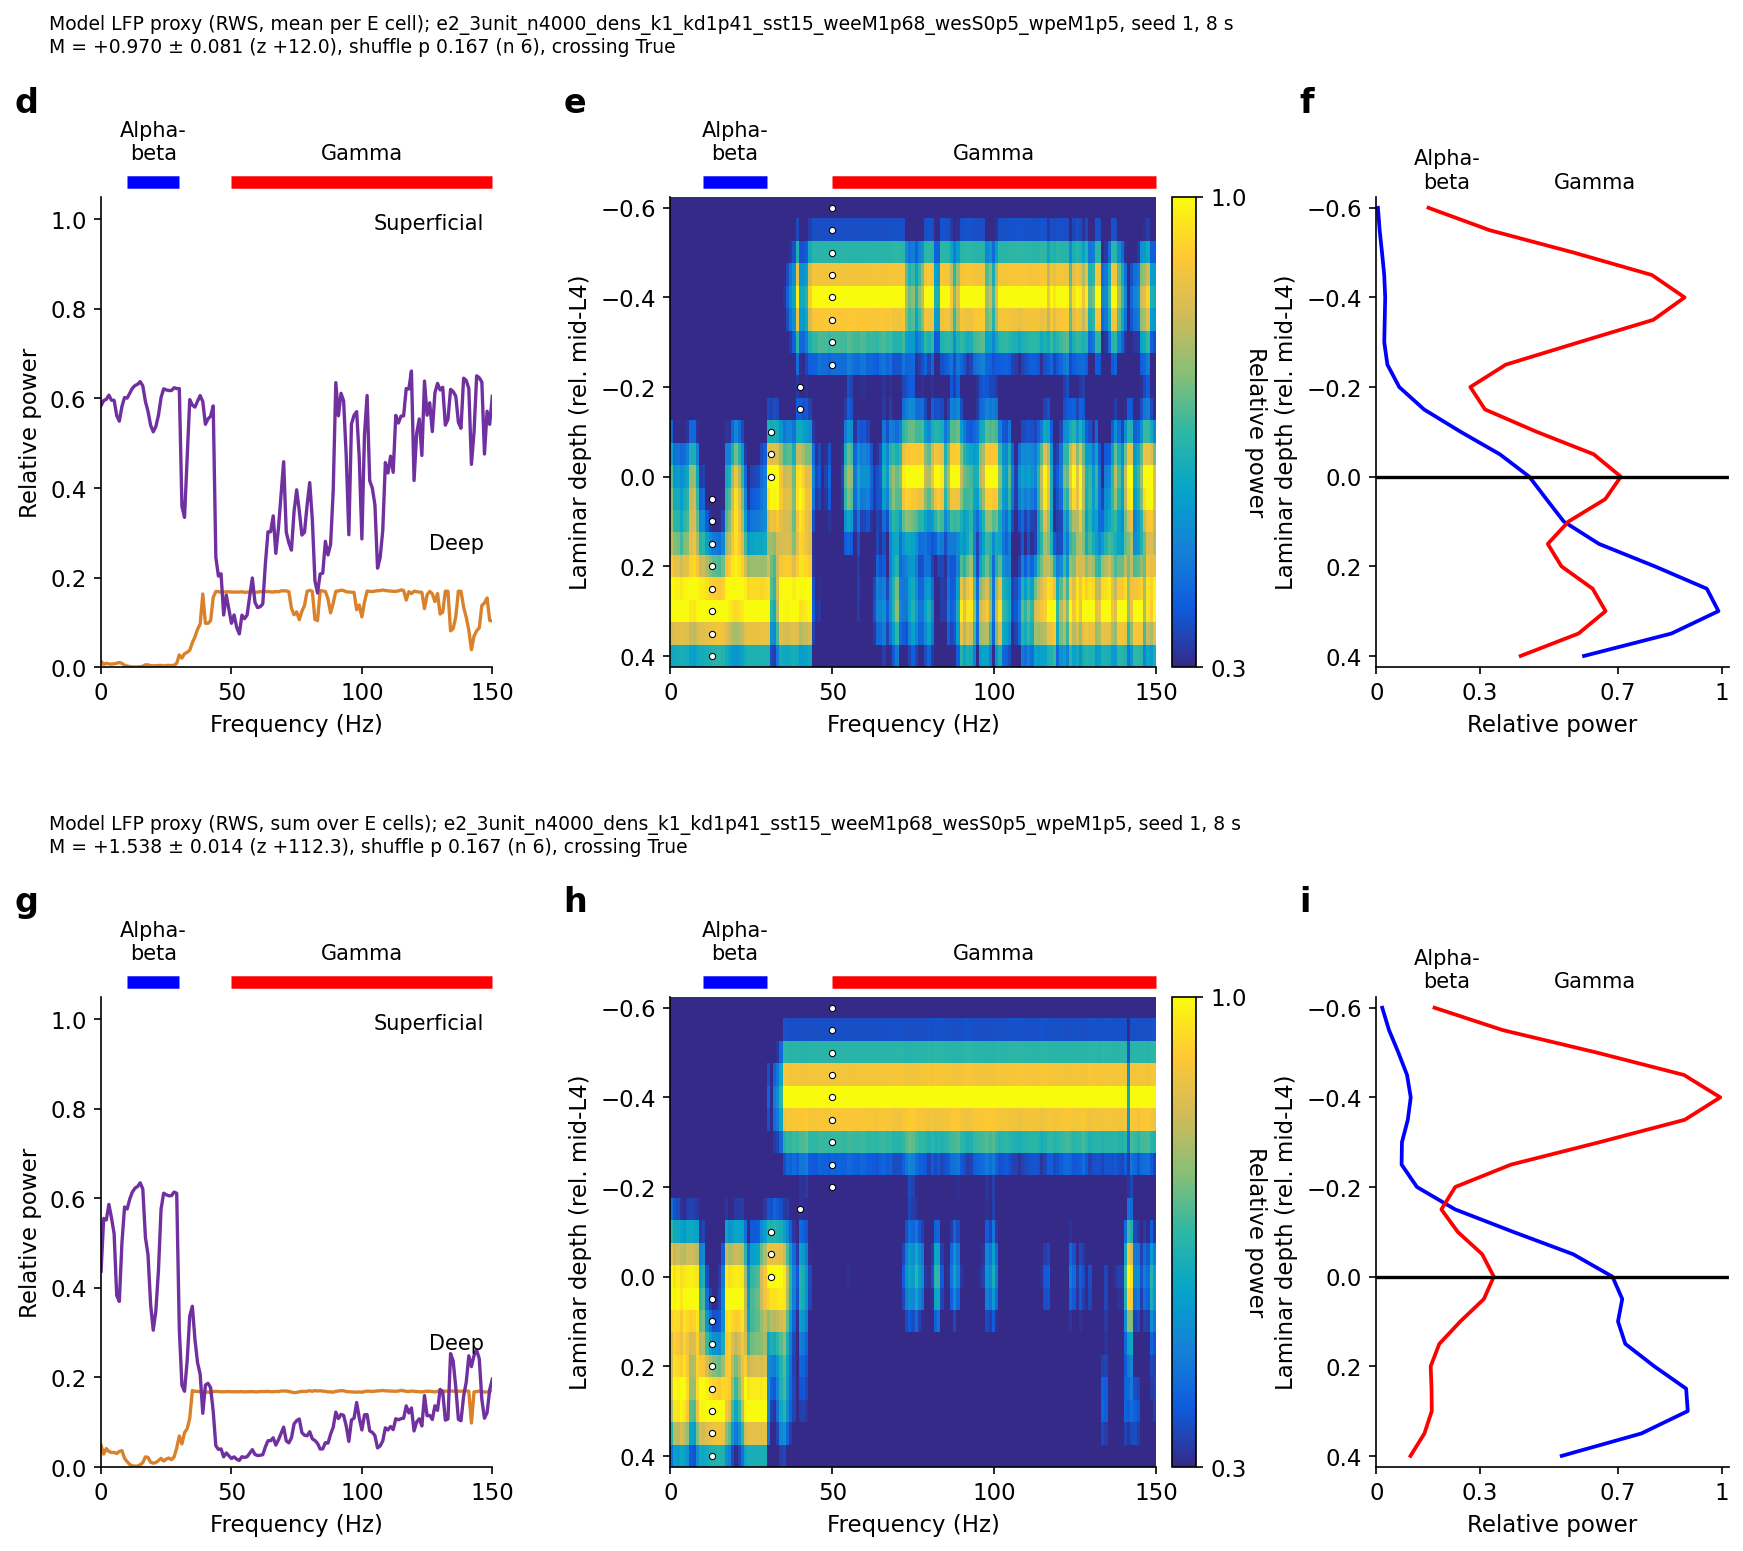 Model LFP proxy (RWS, mean per E cell); e2_3unit_n4000_dens_k1_kd1p41_sst15_weeM1p68_wesS0p5_wpeM1p5, seed 1, 8 s
M = +0.970 ± 0.081 (z +12.0), shuffle p 0.167 (n 6), crossing True
d
Alpha-
beta
Gamma
Superficial
Deep
1.0
0.8
0.6
0.4
0.2
0.0
Relative power
0
50
100
150
Frequency (Hz)
e
Alpha-
beta
Gamma
−0.6
−0.4
−0.2
0.0
0.2
0.4
Laminar depth (rel. mid-L4)
0
50
100
150
Frequency (Hz)
1.0
0.3
Relative power
f
Alpha-
beta
Gamma
−0.6
−0.4
−0.2
0.0
0.2
0.4
Laminar depth (rel. mid-L4)
0
0.3
0.7
1
Relative power
Model LFP proxy (RWS, sum over E cells); e2_3unit_n4000_dens_k1_kd1p41_sst15_weeM1p68_wesS0p5_wpeM1p5, seed 1, 8 s
M = +1.538 ± 0.014 (z +112.3), shuffle p 0.167 (n 6), crossing True
g
Alpha-
beta
Gamma
Superficial
Deep
1.0
0.8
0.6
0.4
0.2
0.0
Relative power
0
50
100
150
Frequency (Hz)
h
Alpha-
beta
Gamma
−0.6
−0.4
−0.2
0.0
0.2
0.4
Laminar depth (rel. mid-L4)
0
50
100
150
Frequency (Hz)
1.0
0.3
Relative power
i
Alpha-
beta
Gamma
−0.6
−0.4
−0.2
0.0
0.2
0.4
Laminar depth (rel. mid-L4)
0
0.3
0.7
1
Relative power